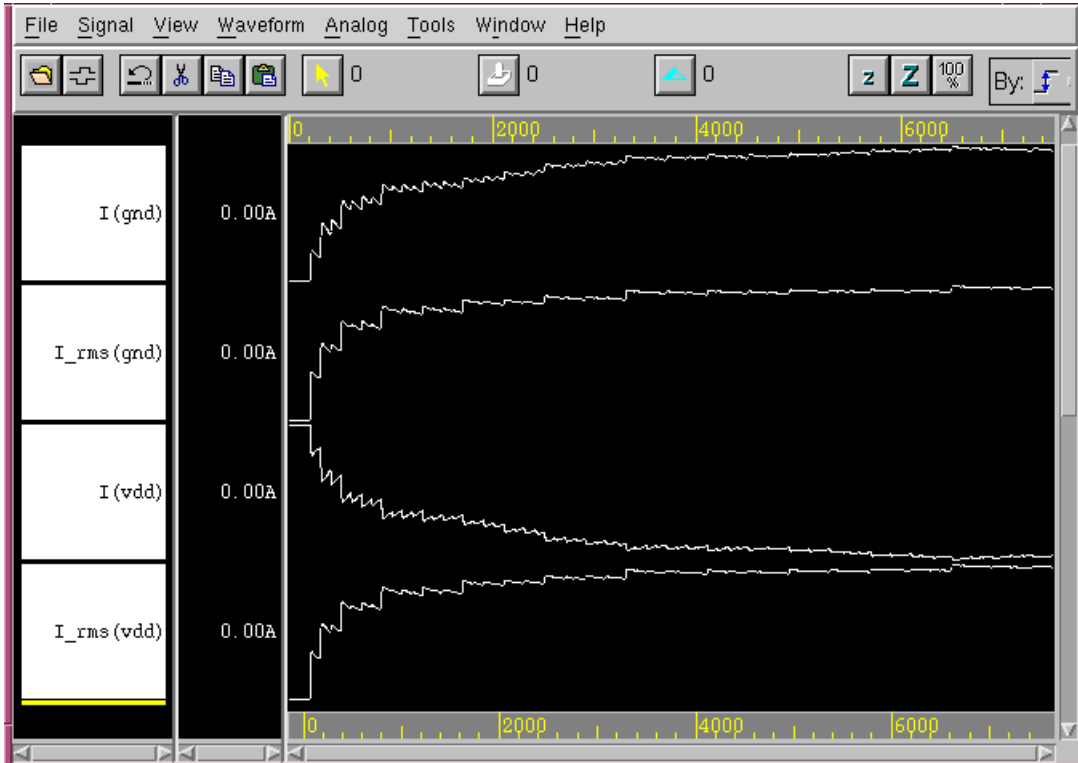 File Signal View Waveform Analog Tools Window Help
0 0 0 z Z 100 % By:
0 2000 4000 6000
I(gnd) 0.00A
I_rms(gnd) 0.00A
I(vdd) 0.00A
I_rms(vdd) 0.00A
0 2000 4000 6000